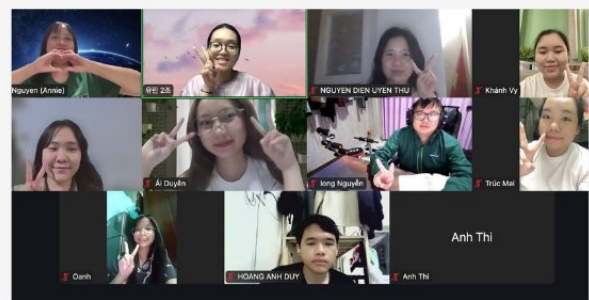 Nguyen (Annie)
유린 2조
NGUYEN DIEN UYEN THU
Khánh Vy
Ái Duyên
long Nguyễn
Trúc Mai
Oanh
HOANG ANH DUY
Anh Thi
Anh Thi